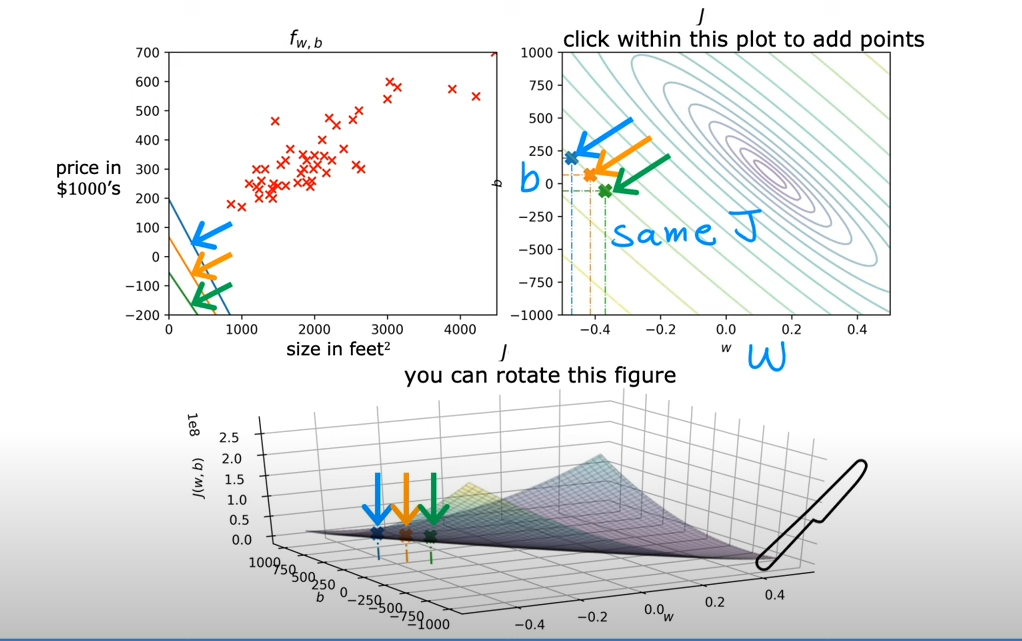 f w,b
700
600
500
400
300
200
100
0
−100
−200
price in
$1000's
0
1000
2000
3000
4000
size in feet²
J
click within this plot to add points
1000
750
500
250
b
b
−250
−500
−750
−1000
same J
−0.4
−0.2
0.0
0.2
0.4
w
W
J
you can rotate this figure
1e8
J(w,b)
2.5
2.0
1.5
1.0
0.5
0.0
1000
750
500
250
0
−250
−500
−750
−1000
b
−0.4
−0.2
0.0
0.2
0.4
w